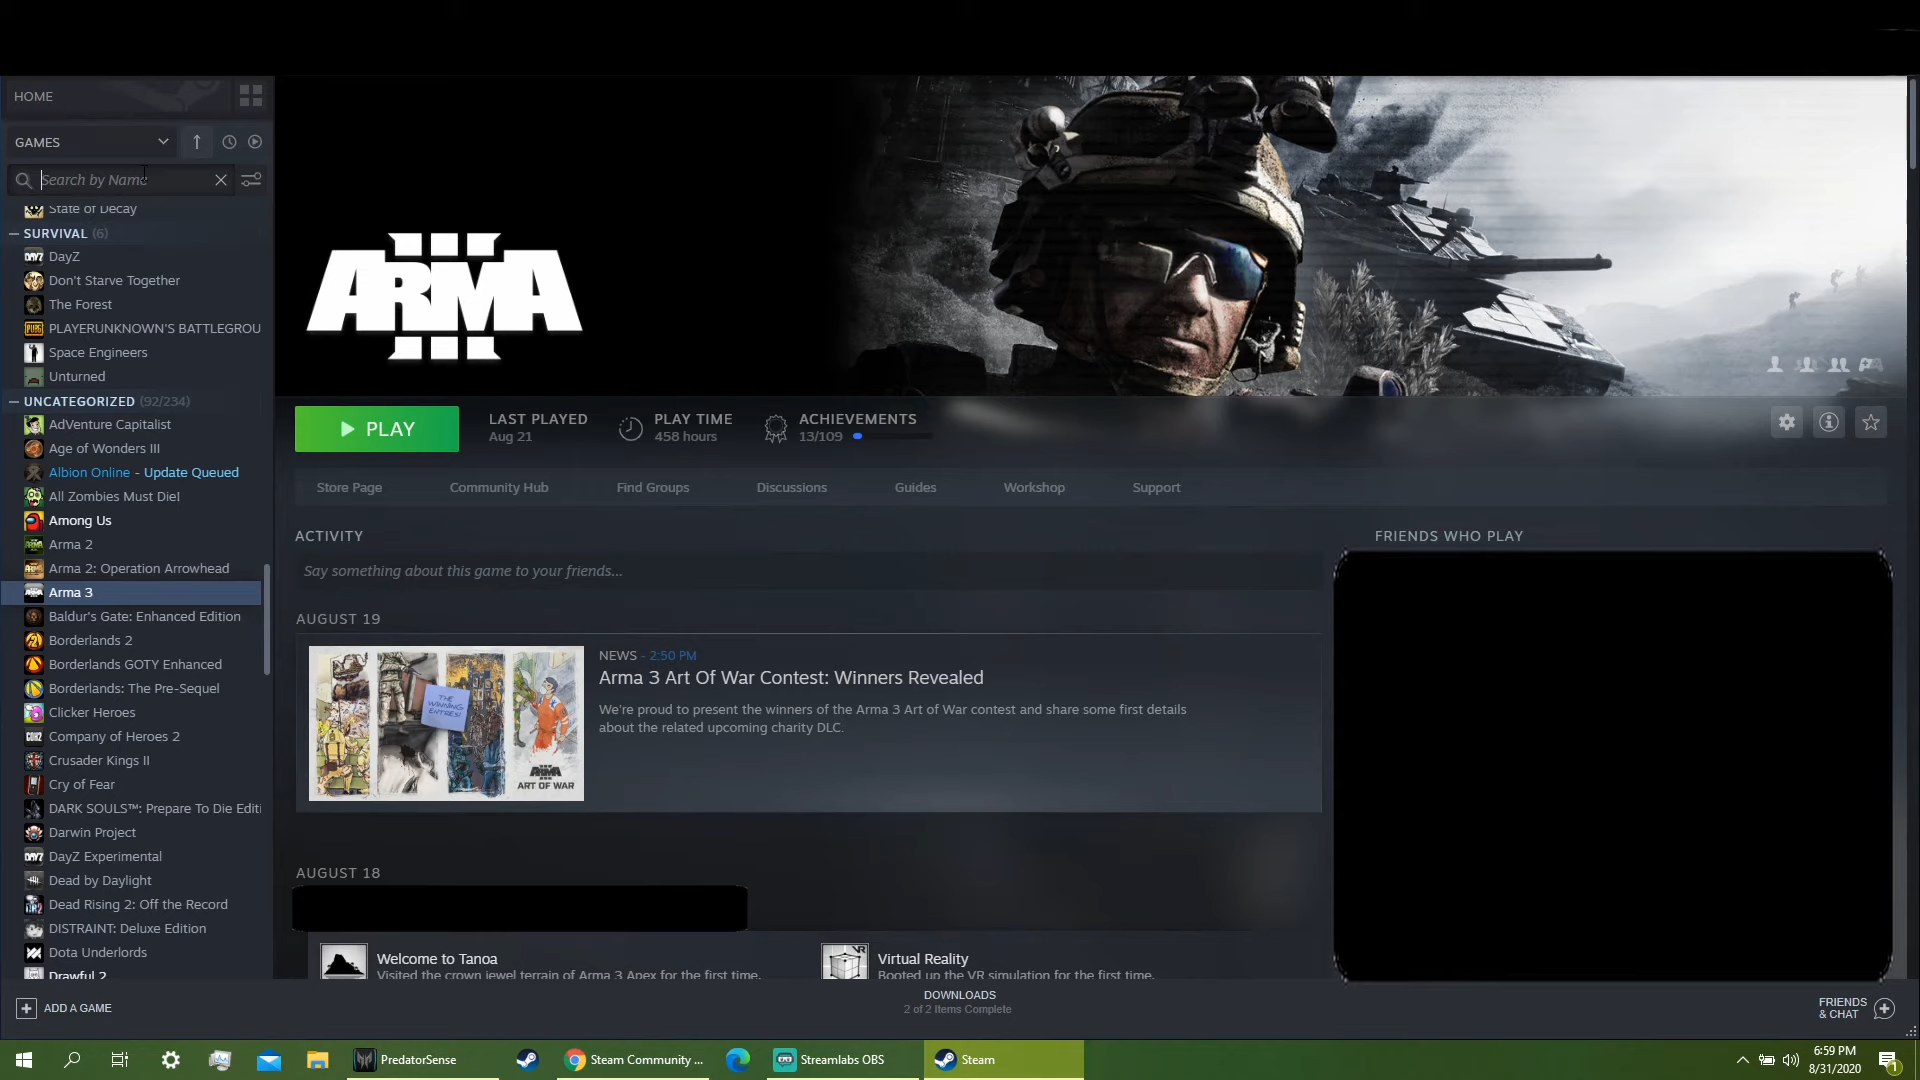 HOME
GAMES
Search by Name
State of Decay
SURVIVAL (6)
DayZ
Don't Starve Together
The Forest
PLAYERUNKNOWN'S BATTLEGROU
Space Engineers
Unturned
UNCATEGORIZED (92/234)
AdVenture Capitalist
Age of Wonders III
Albion Online - Update Queued
All Zombies Must Die!
Among Us
Arma 2
Arma 2: Operation Arrowhead
Arma 3
Baldur's Gate: Enhanced Edition
Borderlands 2
Borderlands GOTY Enhanced
Borderlands: The Pre-Sequel
Clicker Heroes
Company of Heroes 2
Crusader Kings II
Cry of Fear
DARK SOULS™: Prepare To Die Editi
Darwin Project
DayZ Experimental
Dead by Daylight
Dead Rising 2: Off the Record
DISTRAINT: Deluxe Edition
Dota Underlords
Drawful 2
ADD A GAME
ARMA III
PLAY
LAST PLAYED
Aug 21
PLAY TIME
458 hours
ACHIEVEMENTS
13/109
Store Page
Community Hub
Find Groups
Discussions
Guides
Workshop
Support
ACTIVITY
Say something about this game to your friends...
AUGUST 19
THE WINNING ENTRIES!
ARMA III
ART OF WAR
NEWS - 2:50 PM
Arma 3 Art Of War Contest: Winners Revealed
We're proud to present the winners of the Arma 3 Art of War contest and share some first details
about the related upcoming charity DLC.
AUGUST 18
Welcome to Tanoa
Visited the crown jewel terrain of Arma 3 Apex for the first time.
VR
Virtual Reality
Booted up the VR simulation for the first time.
FRIENDS WHO PLAY
DOWNLOADS
2 of 2 Items Complete
FRIENDS
& CHAT
PredatorSense
Steam Community ...
Streamlabs OBS
Steam
6:59 PM
8/31/2020
1